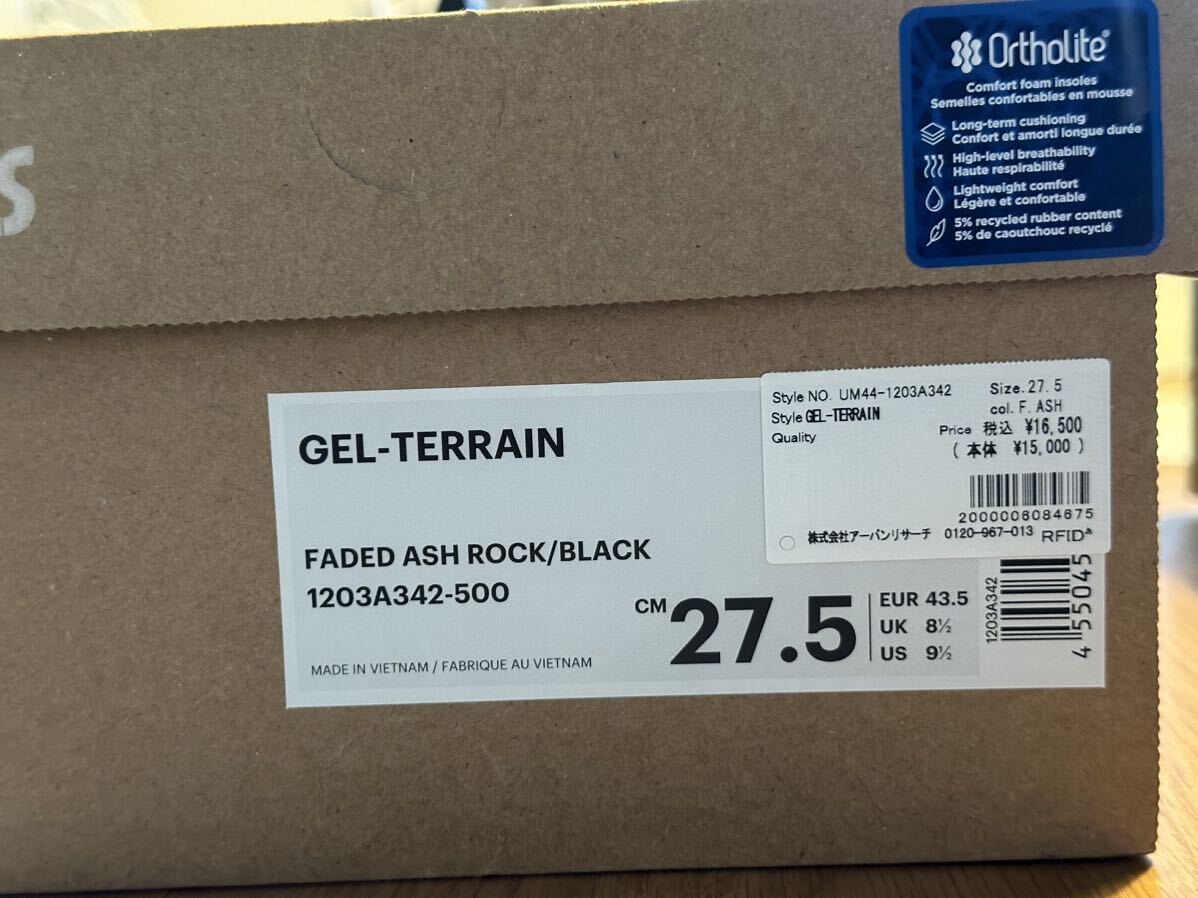 Ortholite®
Comfort foam insoles
Semelles confortables en mousse
Long-term cushioning
Confort et amorti longue durée
High-level breathability
Haute respirabilité
Lightweight comfort
Légère et confortable
5% recycled rubber content
5% de caoutchouc recyclé
S
GEL-TERRAIN
FADED ASH ROCK/BLACK
1203A342-500
MADE IN VIETNAM / FABRIQUE AU VIETNAM
CM 27.5
EUR 43.5
UK 8½
US 9½
1203A342
4 55045
Style NO. UM44-1203A342 Size. 27. 5
Style GEL-TERRAIN col. F. ASH
Quality Price 税込 ¥16,500
( 本体 ¥15,000 )
2000006084675
株式会社アーバンリサーチ 0120-967-013 RFID